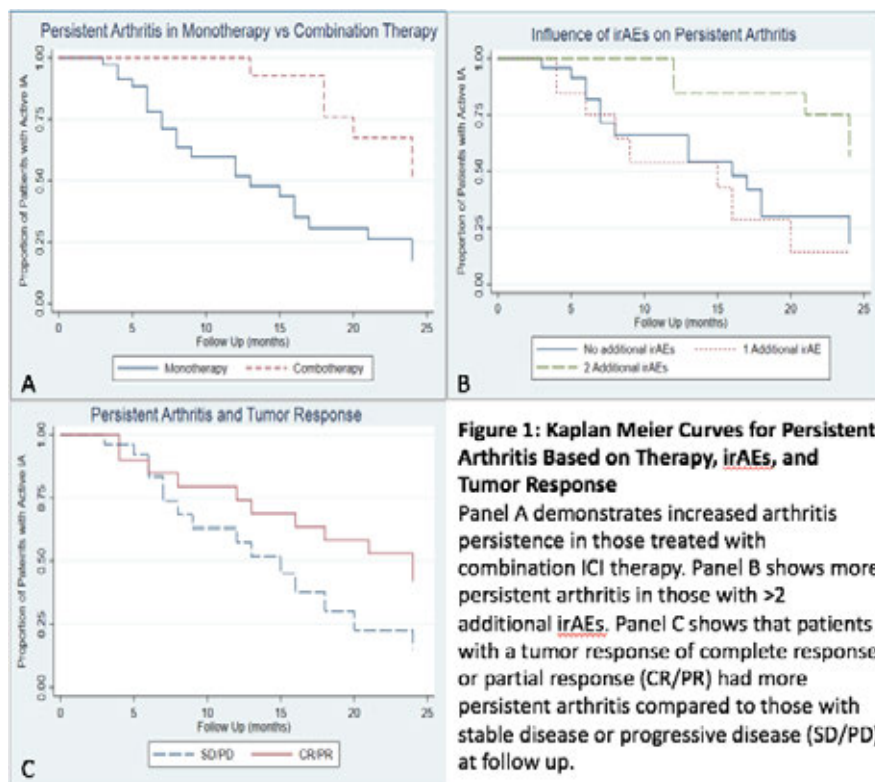 Persistent Arthritis in Monotherapy vs Combination Therapy
Proportion of Patients with Active IA
1.00
0.75
0.50
0.25
0.00
0
5
10
15
20
25
Follow Up (months)
Monotherapy
Combotherapy
A
Influence of irAEs on Persistent Arthritis
Proportion of Patients with Active IA
1.00
0.75
0.50
0.25
0.00
0
5
10
15
20
25
Follow Up (months)
No additional irAEs
1 Additional irAE
2 Additional irAEs
B
Persistent Arthritis and Tumor Response
Proportion of Pateints with Active IA
1.00
0.75
0.50
0.25
0.00
0
5
10
15
20
25
Follow Up (months)
SD/PD
CR/PR
C
Figure 1: Kaplan Meier Curves for Persistent
Arthritis Based on Therapy, irAEs, and
Tumor Response
Panel A demonstrates increased arthritis
persistence in those treated with
combination ICI therapy. Panel B shows more
persistent arthritis in those with >2
additional irAEs. Panel C shows that patients
with a tumor response of complete response
or partial response (CR/PR) had more
persistent arthritis compared to those with
stable disease or progressive disease (SD/PD)
at follow up.